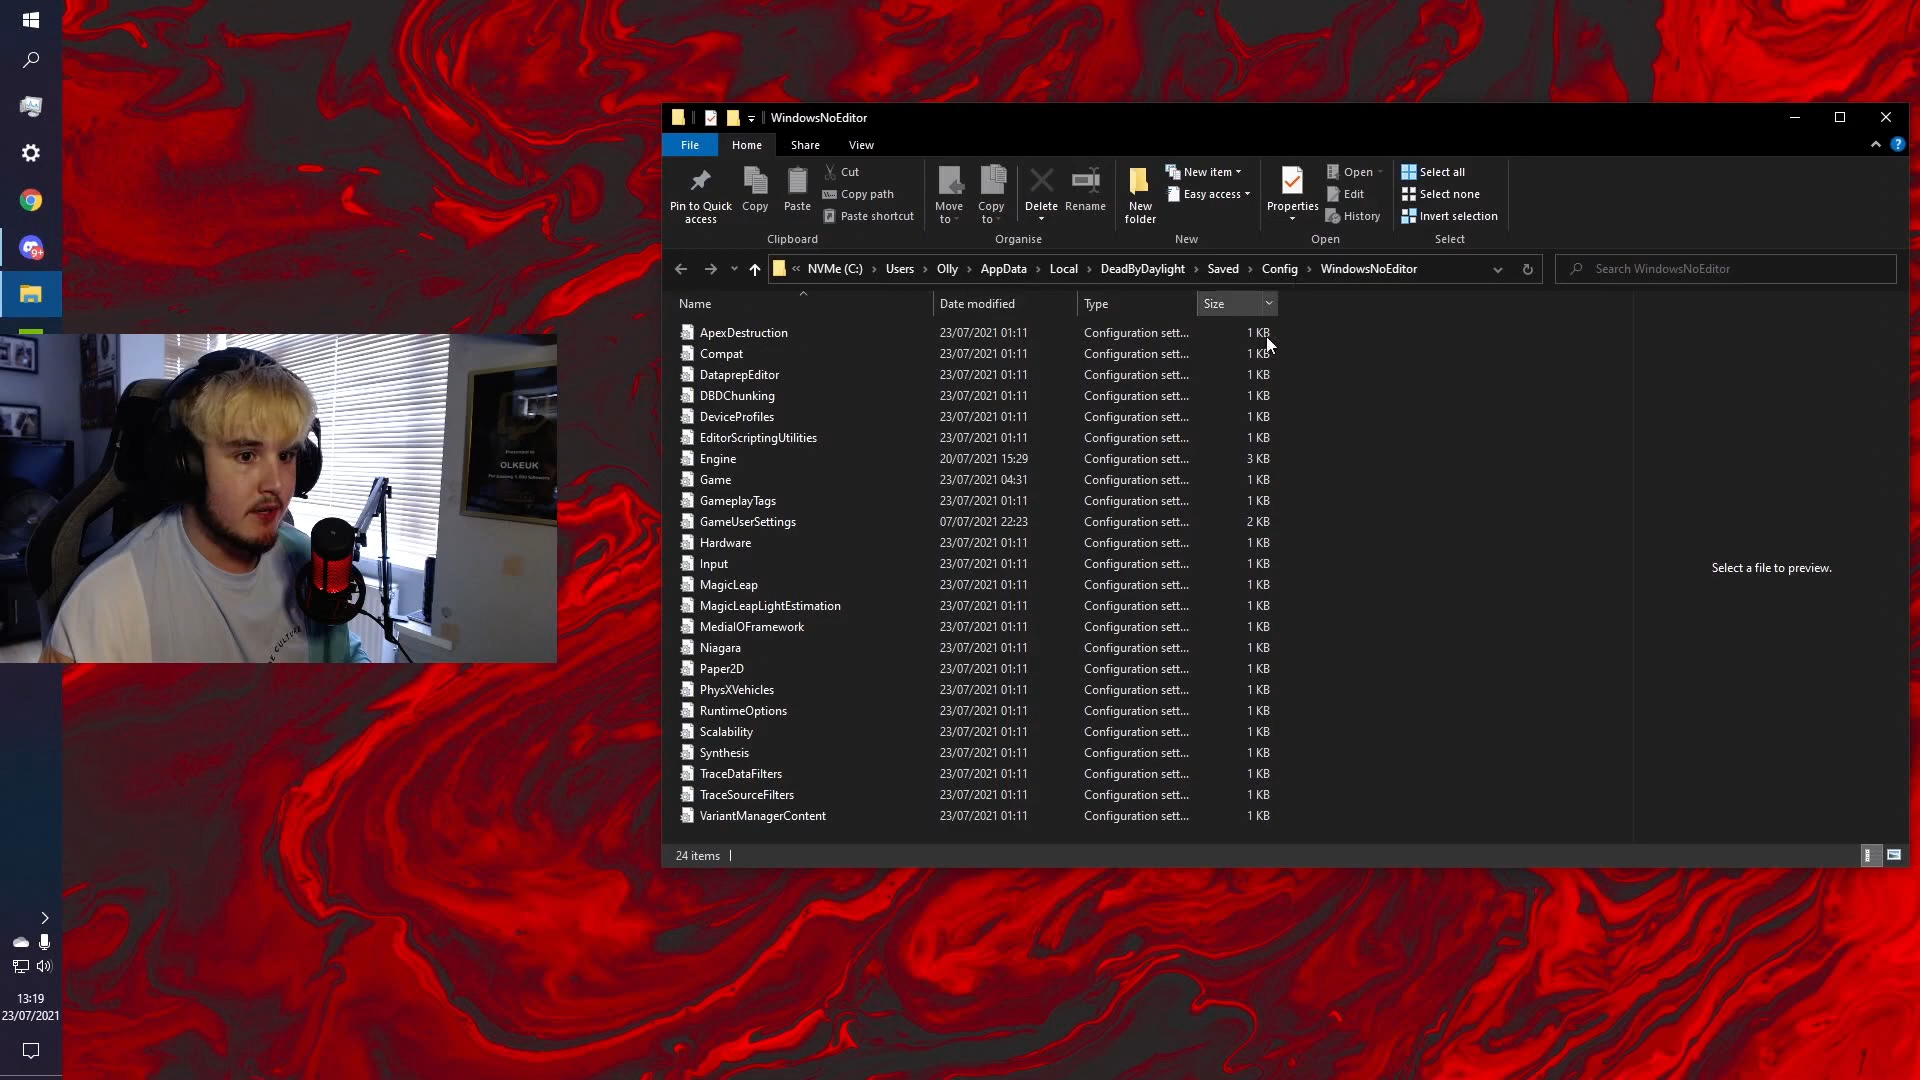 WindowsNoEditor
File
Home
Share
View
Pin to Quick access
Copy
Paste
Cut
Copy path
Paste shortcut
Clipboard
Move to
Copy to
Delete
Rename
Organise
New folder
New item
Easy access
New
Properties
Open
Edit
History
Open
Select all
Select none
Invert selection
Select
« NVMe (C:) › Users › Olly › AppData › Local › DeadByDaylight › Saved › Config › WindowsNoEditor
Search WindowsNoEditor
Name Date modified Type Size
ApexDestruction 23/07/2021 01:11 Configuration sett... 1 KB
Compat 23/07/2021 01:11 Configuration sett... 1 KB
DataprepEditor 23/07/2021 01:11 Configuration sett... 1 KB
DBDChunking 23/07/2021 01:11 Configuration sett... 1 KB
DeviceProfiles 23/07/2021 01:11 Configuration sett... 1 KB
EditorScriptingUtilities 23/07/2021 01:11 Configuration sett... 1 KB
Engine 20/07/2021 15:29 Configuration sett... 3 KB
Game 23/07/2021 04:31 Configuration sett... 1 KB
GameplayTags 23/07/2021 01:11 Configuration sett... 1 KB
GameUserSettings 07/07/2021 22:23 Configuration sett... 2 KB
Hardware 23/07/2021 01:11 Configuration sett... 1 KB
Input 23/07/2021 01:11 Configuration sett... 1 KB
MagicLeap 23/07/2021 01:11 Configuration sett... 1 KB
MagicLeapLightEstimation 23/07/2021 01:11 Configuration sett... 1 KB
MediaIOFramework 23/07/2021 01:11 Configuration sett... 1 KB
Niagara 23/07/2021 01:11 Configuration sett... 1 KB
Paper2D 23/07/2021 01:11 Configuration sett... 1 KB
PhysXVehicles 23/07/2021 01:11 Configuration sett... 1 KB
RuntimeOptions 23/07/2021 01:11 Configuration sett... 1 KB
Scalability 23/07/2021 01:11 Configuration sett... 1 KB
Synthesis 23/07/2021 01:11 Configuration sett... 1 KB
TraceDataFilters 23/07/2021 01:11 Configuration sett... 1 KB
TraceSourceFilters 23/07/2021 01:11 Configuration sett... 1 KB
VariantManagerContent 23/07/2021 01:11 Configuration sett... 1 KB
Select a file to preview.
24 items
9+
Presented to
OLKEUK
CULTURE
13:19
23/07/2021